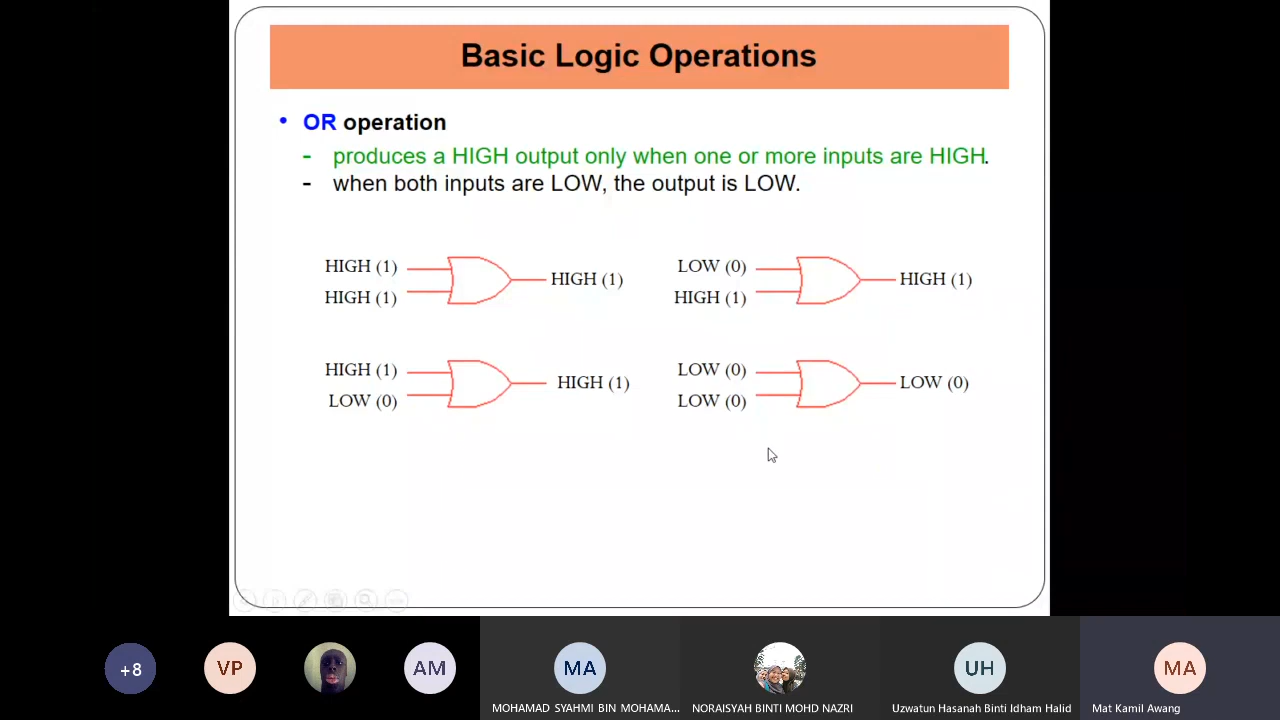 Basic Logic Operations
• OR operation
- produces a HIGH output only when one or more inputs are HIGH.
- when both inputs are LOW, the output is LOW.
HIGH (1)
HIGH (1)
HIGH (1)
LOW (0)
HIGH (1)
HIGH (1)
HIGH (1)
LOW (0)
HIGH (1)
LOW (0)
LOW (0)
LOW (0)
+8
VP
AM
MA
MOHAMAD SYAHMI BIN MOHAMA...
NORAISYAH BINTI MOHD NAZRI
UH
Uzwatun Hasanah Binti Idham Halid
MA
Mat Kamil Awang